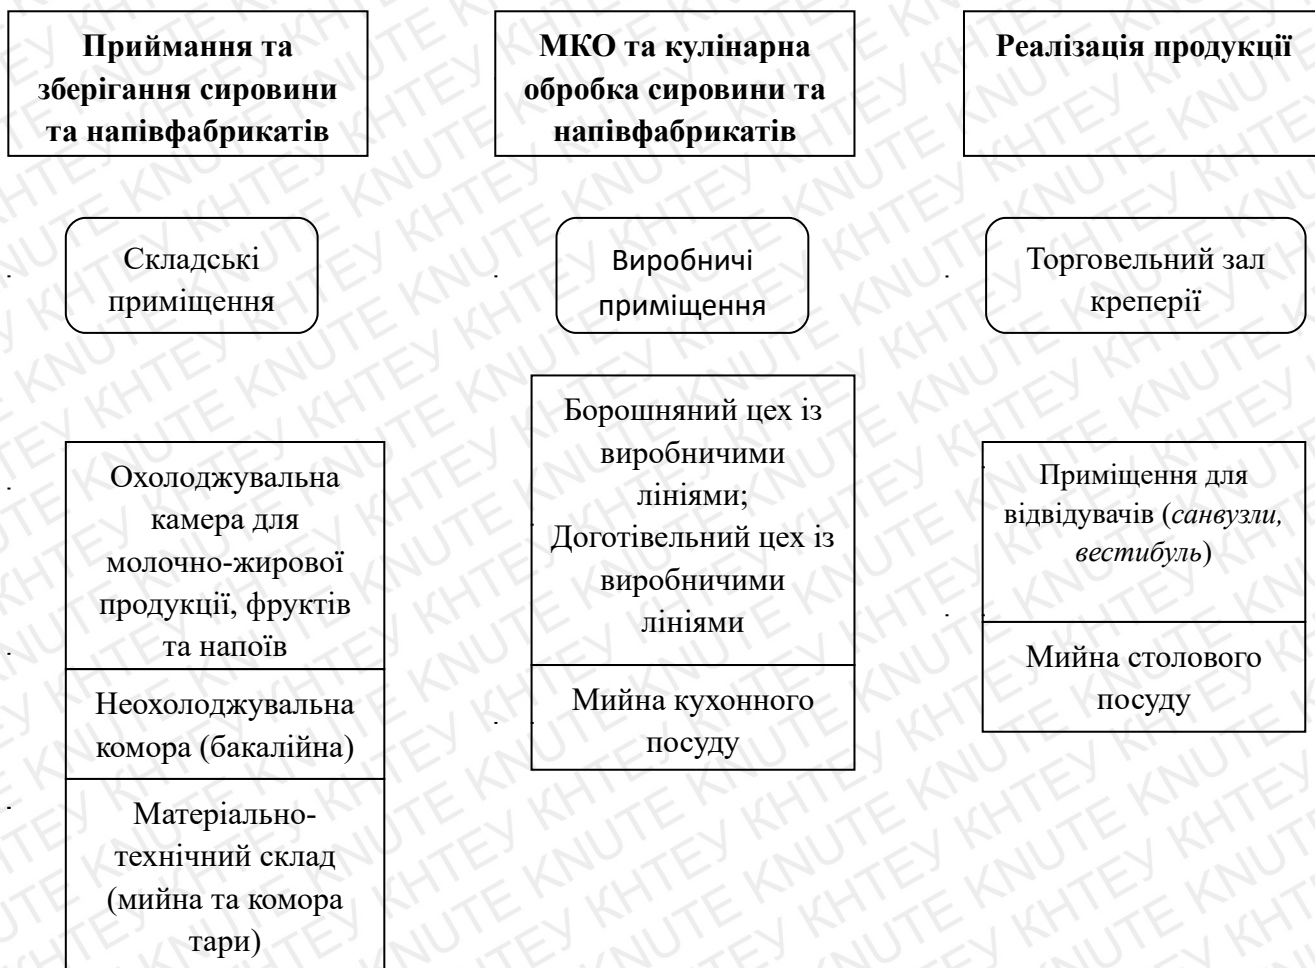 Приймання та
зберігання сировини
та напівфабрикатів
МКО та кулінарна
обробка сировини та
напівфабрикатів
Реалізація продукції
Складські
приміщення
Виробничі
приміщення
Торговельний зал
креперії
Охолоджувальна
камера для
молочно-жирової
продукції, фруктів
та напоїв
Неохолоджувальна
комора (бакалійна)
Матеріально-
технічний склад
(мийна та комора
тари)
Борошняний цех із
виробничими
лініями;
Доготівельний цех із
виробничими
лініями
Мийна кухонного
посуду
Приміщення для
відвідувачів (санвузли,
вестибуль)
Мийна столового
посуду